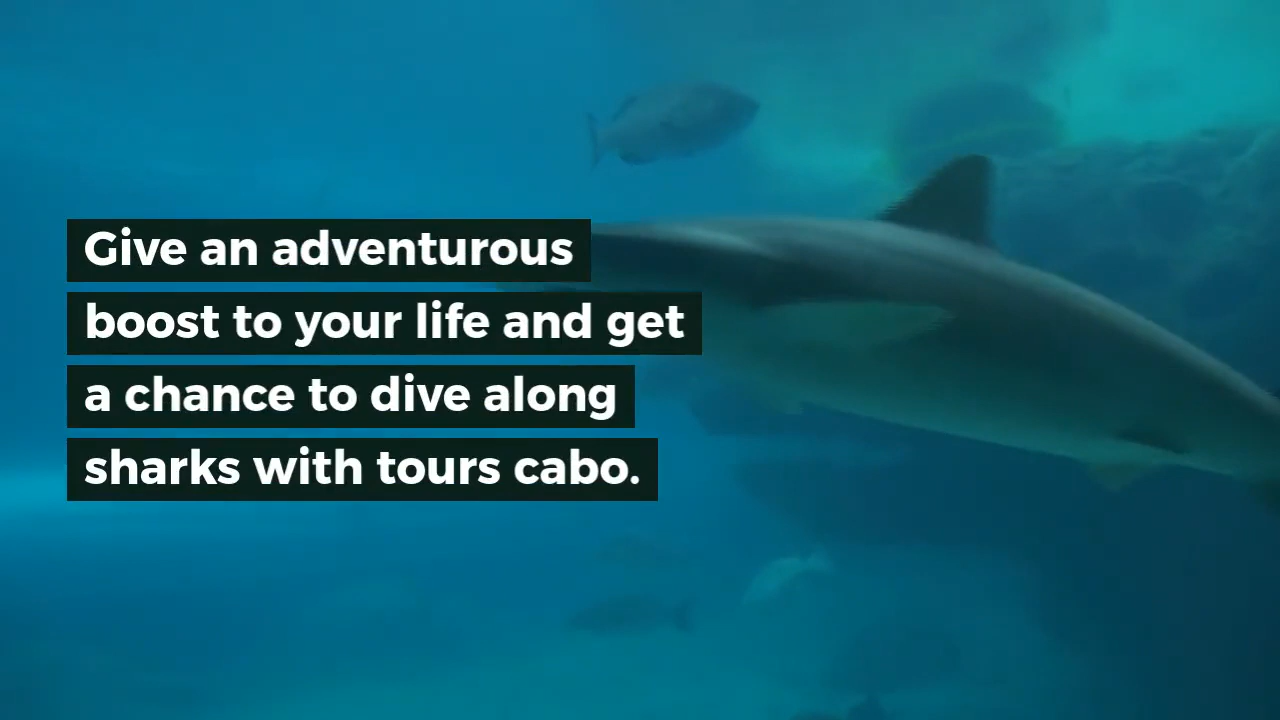 Give an adventurous
boost to your life and get
a chance to dive along
sharks with tours cabo.